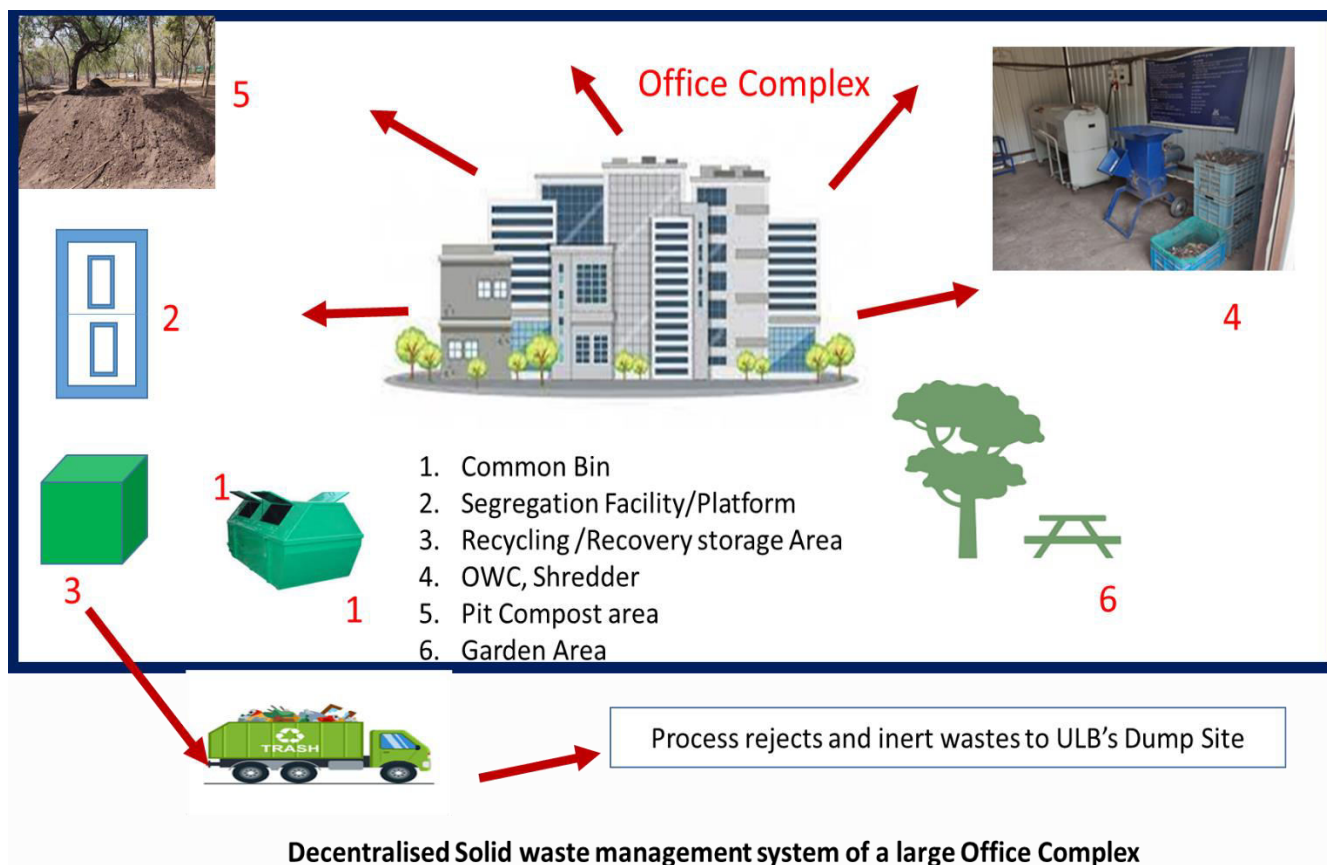 Office Complex
5
2
4
1
3
1
6
1. Common Bin
2. Segregation Facility/Platform
3. Recycling /Recovery storage Area
4. OWC, Shredder
5. Pit Compost area
6. Garden Area
TRASH
Process rejects and inert wastes to ULB's Dump Site
Decentralised Solid waste management system of a large Office Complex